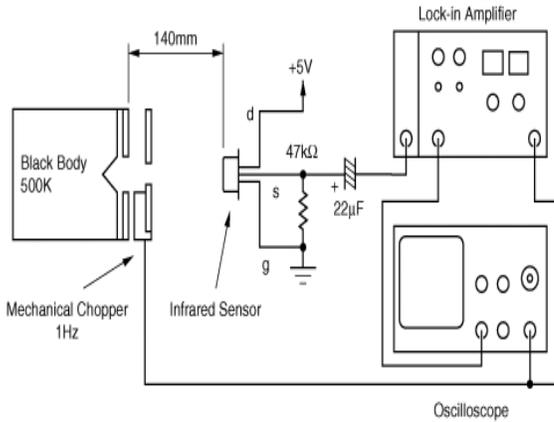 Lock-in Amplifier
140mm
+5V
d
Black Body
500K
47kΩ
s
+
22μF
g
Mechanical Chopper
1Hz
Infrared Sensor
Oscilloscope